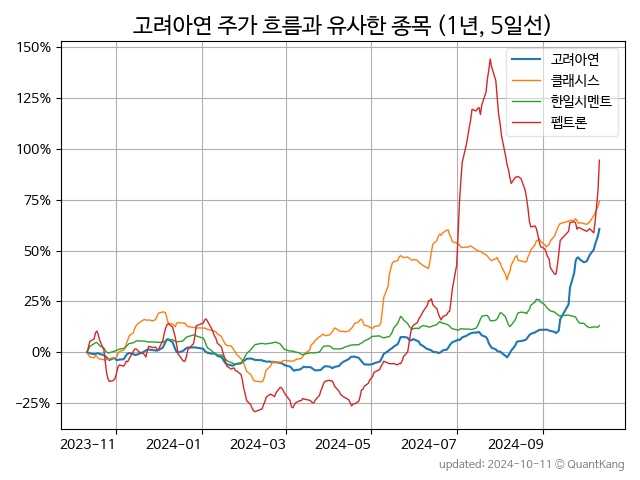 고려아연 주가 흐름과 유사한 종목 (1년, 5일선)
150%
125%
100%
75%
50%
25%
0%
−25%
고려아연
클래시스
한일시멘트
펩트론
2023-11
2024-01
2024-03
2024-05
2024-07
2024-09
updated: 2024-10-11 © QuantKang